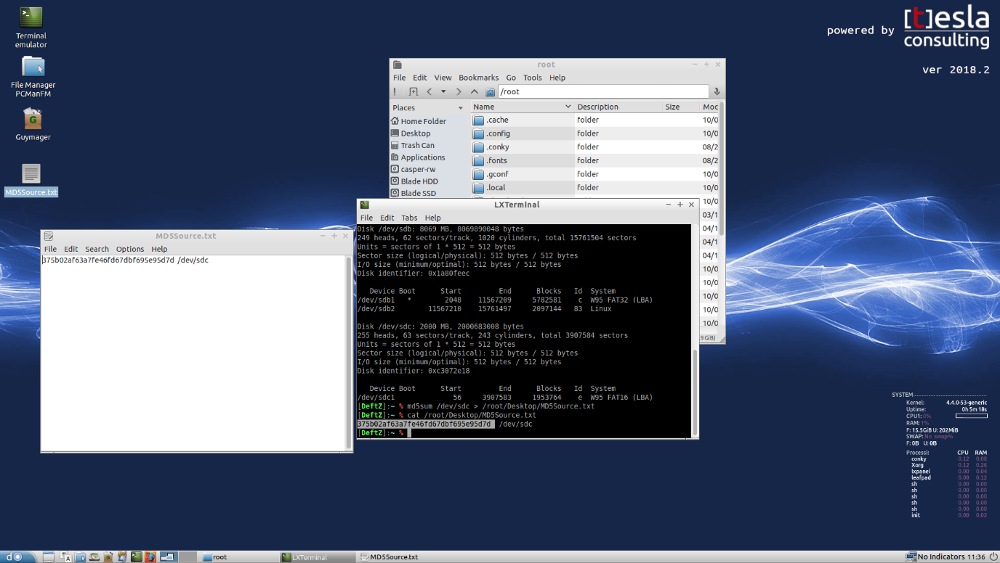 Terminal
emulator
File Manager
PCManFM
Guymager
MD5Source.txt
powered by [t]esla
consulting
ver 2018.2
root
File Edit View Bookmarks Go Tools Help
/root
Places
Home Folder
Desktop
Trash Can
Applications
casper-rw
Blade HDD
Blade SSD
Name Description Size Moc
.cache folder 10/0
.config folder 10/0
.conky folder 08/2
.fonts folder 08/2
.gconf folder 10/0
.local folder 10/0
10/0
03/1
04/1
04/1
04/1
10/0
10/0
10/0
10/0
10/0
.9 GiB)
MD5Source.txt
File Edit Search Options Help
375b02af63a7fe46fd67dbf695e95d7d /dev/sdc
LXTerminal
File Edit Tabs Help
Disk /dev/sdb: 8069 MB, 8069890048 bytes
249 heads, 62 sectors/track, 1020 cylinders, total 15761504 sectors
Units = sectors of 1 * 512 = 512 bytes
Sector size (logical/physical): 512 bytes / 512 bytes
I/O size (minimum/optimal): 512 bytes / 512 bytes
Disk identifier: 0x1a80feec
Device Boot Start End Blocks Id System
/dev/sdb1 * 2048 11567209 5782581 c W95 FAT32 (LBA)
/dev/sdb2 11567210 15761497 2097144 83 Linux
Disk /dev/sdc: 2000 MB, 2000683008 bytes
255 heads, 63 sectors/track, 243 cylinders, total 3907584 sectors
Units = sectors of 1 * 512 = 512 bytes
Sector size (logical/physical): 512 bytes / 512 bytes
I/O size (minimum/optimal): 512 bytes / 512 bytes
Disk identifier: 0xc3072e18
Device Boot Start End Blocks Id System
/dev/sdc1 56 3907583 1953764 e W95 FAT16 (LBA)
[DeftZ]:~ % md5sum /dev/sdc > /root/Desktop/MD5Source.txt
[DeftZ]:~ % cat /root/Desktop/MD5Source.txt
375b02af63a7fe46fd67dbf695e95d7d /dev/sdc
[DeftZ]:~ %
SYSTEM
Kernel: 4.4.0-53-generic
Uptime: 0h 5m 18s
CPU1: 0%
RAM: 1%
F: 15.5GiB U: 202MiB
SWAP: No swap%
F: 0B U: 0B
Processi: CPU RAM
conky 0.12 0.08
Xorg 0.12 0.26
lxpanel 0.00 0.04
leafpad 0.00 0.12
sh 0.00 0.00
sh 0.00 0.00
sh 0.00 0.00
sh 0.00 0.00
sh 0.00 0.00
init 0.00 0.02
root LXTerminal MD5Source.txt No Indicators 11:36